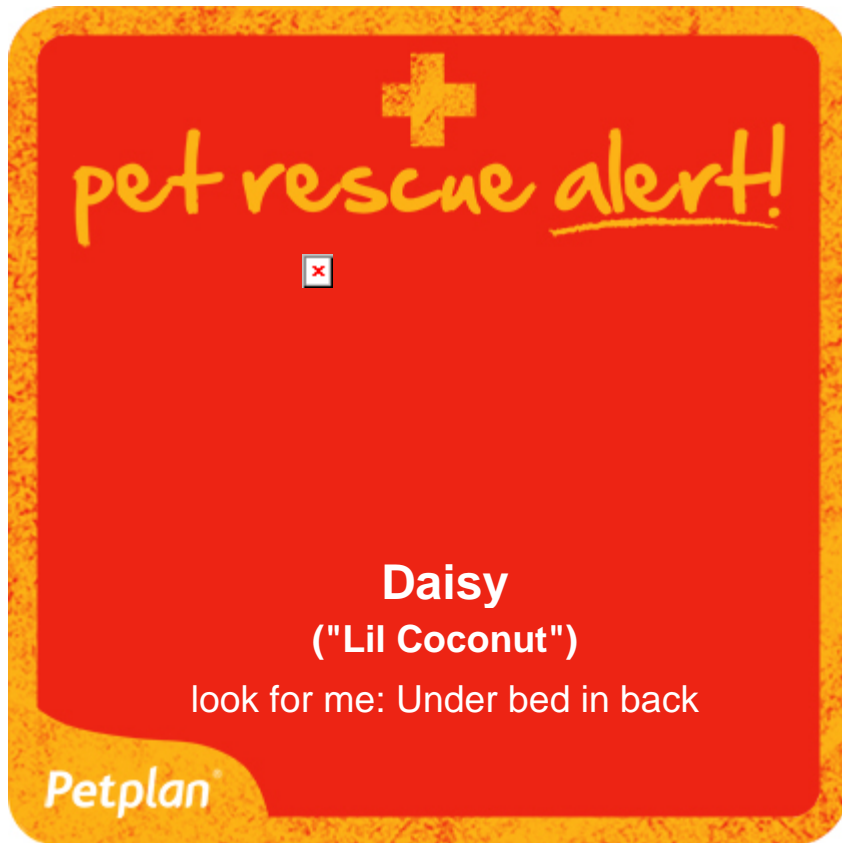 pet rescue alert!
Daisy
("Lil Coconut")
look for me: Under bed in back
Petplan®